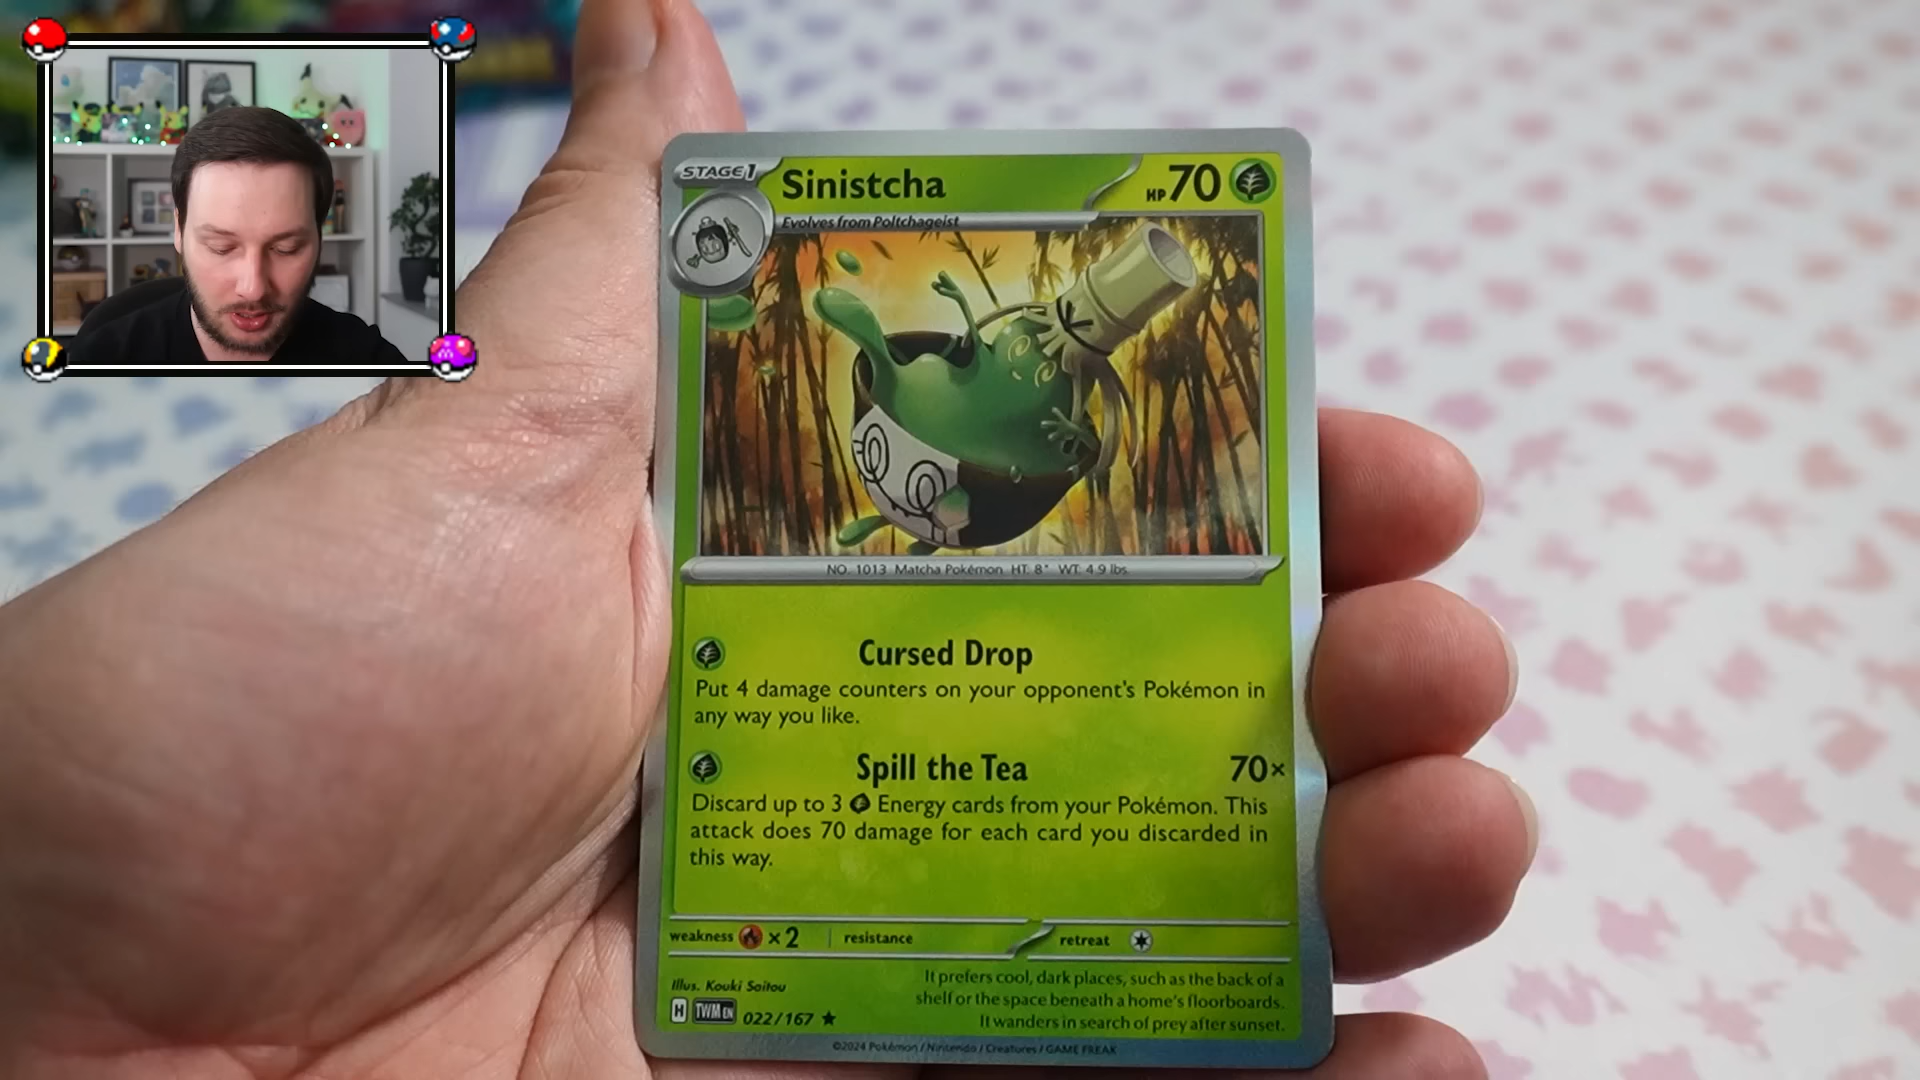 STAGE 1
Sinistcha
HP 70
Evolves from Poltchageist
NO. 1013 Matcha Pokémon HT: 8" WT: 4.9 lbs.
Cursed Drop
Put 4 damage counters on your opponent's Pokémon in
any way you like.
Spill the Tea 70×
Discard up to 3 Energy cards from your Pokémon. This
attack does 70 damage for each card you discarded in
this way.
weakness ×2 resistance retreat
Illus. Kouki Saitou
It prefers cool, dark places, such as the back of a
shelf or the space beneath a home's floorboards.
It wanders in search of prey after sunset.
H TWM EN 022/167 ★
©2024 Pokémon / Nintendo / Creatures / GAME FREAK